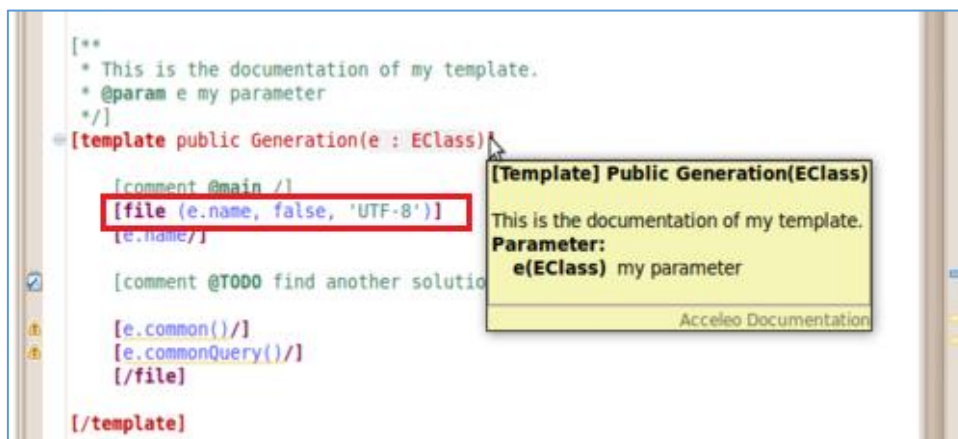 [**
* This is the documentation of my template.
* @param e my parameter
*/]
[template public Generation(e : EClass)]
[comment @main /]
[file (e.name, false, 'UTF-8')]
[e.name/]
[comment @TODO find another solutio
[e.common()/]
[e.commonQuery()/]
[/file]
[/template]
[Template] Public Generation(EClass)
This is the documentation of my template.
Parameter:
e(EClass) my parameter
Acceleo Documentation